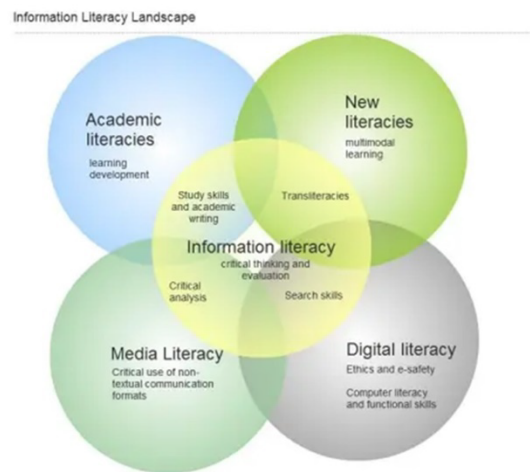 Information Literacy Landscape
Academic
literacies
learning
development
New
literacies
multimodal
learning
Study skills
and academic
writing
Transliteracies
Information literacy
critical thinking and
evaluation
Critical
analysis
Search skills
Media Literacy
Critical use of non-
textual communication
formats
Digital literacy
Ethics and e-safety
Computer literacy
and functional skills